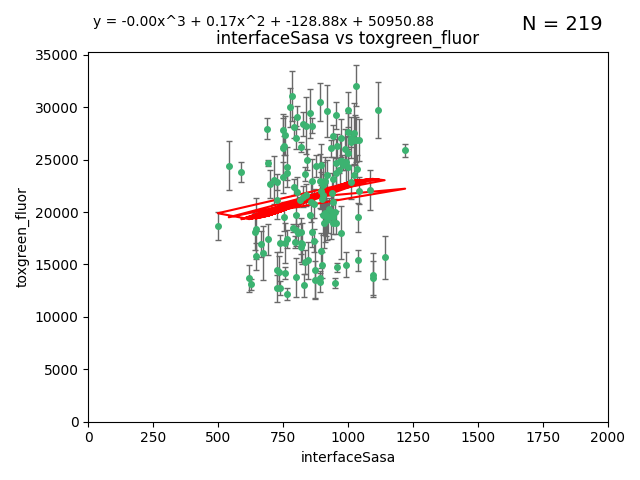 y = -0.00x^3 + 0.17x^2 + -128.88x + 50950.88
N = 219
interfaceSasa vs toxgreen_fluor
35000
30000
25000
20000
15000
10000
5000
0
toxgreen_fluor
0 250 500 750 1000 1250 1500 1750 2000
interfaceSasa